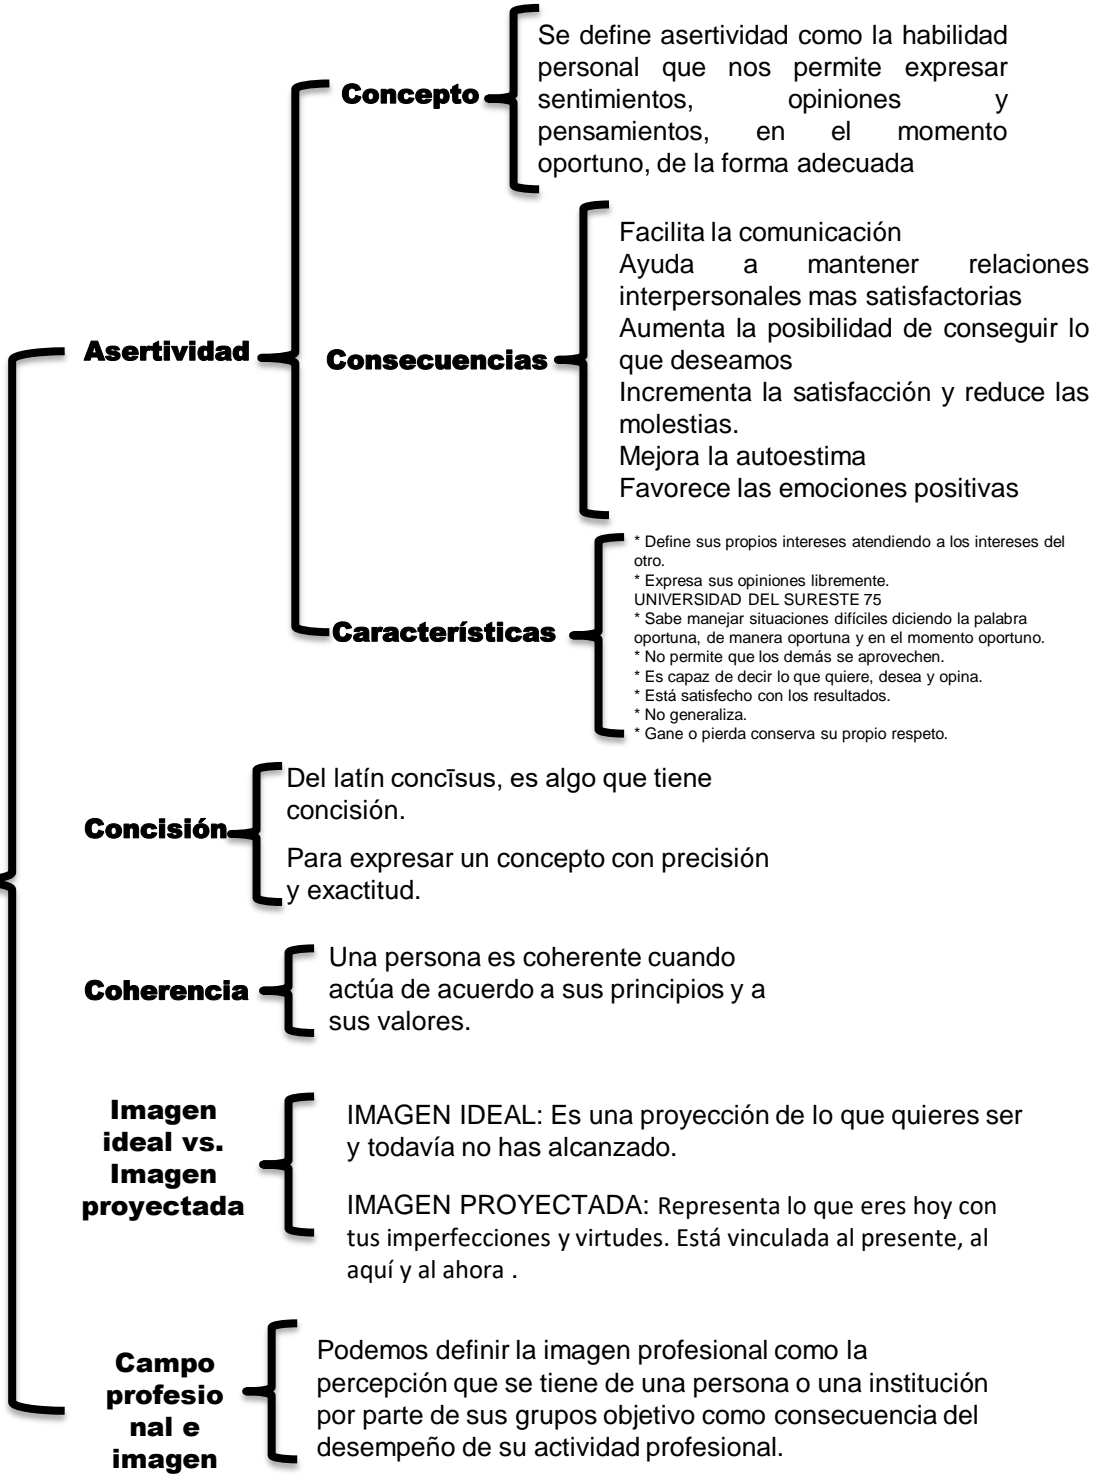 Concepto
Se define asertividad como la habilidad
personal que nos permite expresar
sentimientos, opiniones y
pensamientos, en el momento
oportuno, de la forma adecuada
Asertividad
Consecuencias
Facilita la comunicación
Ayuda a mantener relaciones
interpersonales mas satisfactorias
Aumenta la posibilidad de conseguir lo
que deseamos
Incrementa la satisfacción y reduce las
molestias.
Mejora la autoestima
Favorece las emociones positivas
Características
* Define sus propios intereses atendiendo a los intereses del
otro.
* Expresa sus opiniones libremente.
UNIVERSIDAD DEL SURESTE 75
* Sabe manejar situaciones difíciles diciendo la palabra
oportuna, de manera oportuna y en el momento oportuno.
* No permite que los demás se aprovechen.
* Es capaz de decir lo que quiere, desea y opina.
* Está satisfecho con los resultados.
* No generaliza.
* Gane o pierda conserva su propio respeto.
Concisión
Del latín concīsus, es algo que tiene
concisión.
Para expresar un concepto con precisión
y exactitud.
Coherencia
Una persona es coherente cuando
actúa de acuerdo a sus principios y a
sus valores.
Imagen
ideal vs.
Imagen
proyectada
IMAGEN IDEAL: Es una proyección de lo que quieres ser
y todavía no has alcanzado.
IMAGEN PROYECTADA: Representa lo que eres hoy con
tus imperfecciones y virtudes. Está vinculada al presente, al
aquí y al ahora .
Campo
profesio
nal e
imagen
Podemos definir la imagen profesional como la
percepción que se tiene de una persona o una institución
por parte de sus grupos objetivo como consecuencia del
desempeño de su actividad profesional.